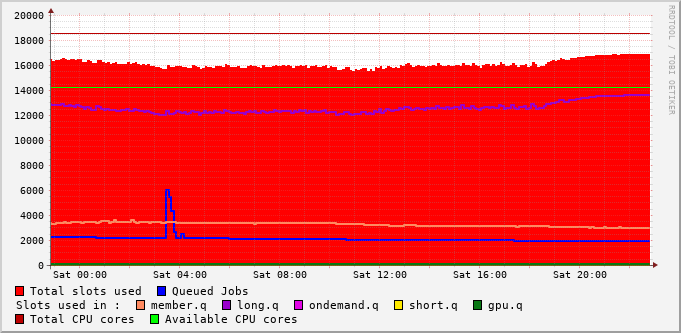 20000
18000
16000
14000
12000
10000
8000
6000
4000
2000
0
Sat 00:00 Sat 04:00 Sat 08:00 Sat 12:00 Sat 16:00 Sat 20:00
Total slots used Queued Jobs
Slots used in : member.q long.q ondemand.q short.q gpu.q
Total CPU cores Available CPU cores
RRDTOOL / TOBI OETIKER